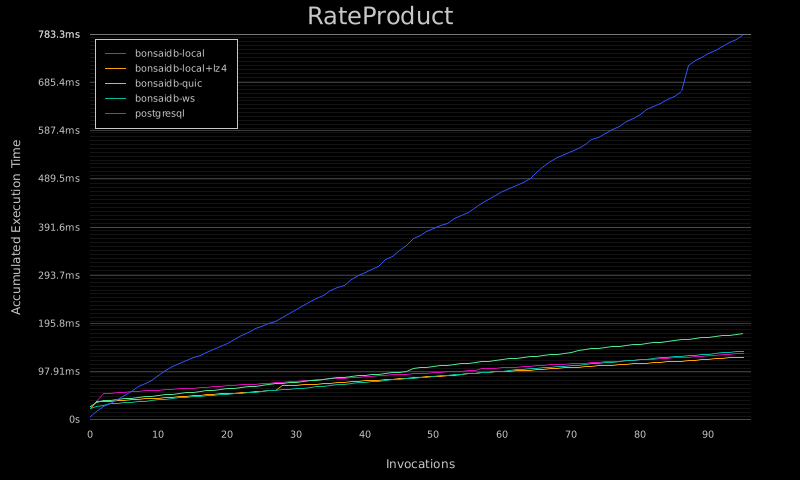 RateProduct
783.3ms
685.4ms
587.4ms
489.5ms
391.6ms
293.7ms
195.8ms
97.91ms
0s
bonsaidb-local
bonsaidb-local+lz4
bonsaidb-quic
bonsaidb-ws
postgresql
Accumulated Execution Time
0 10 20 30 40 50 60 70 80 90
Invocations